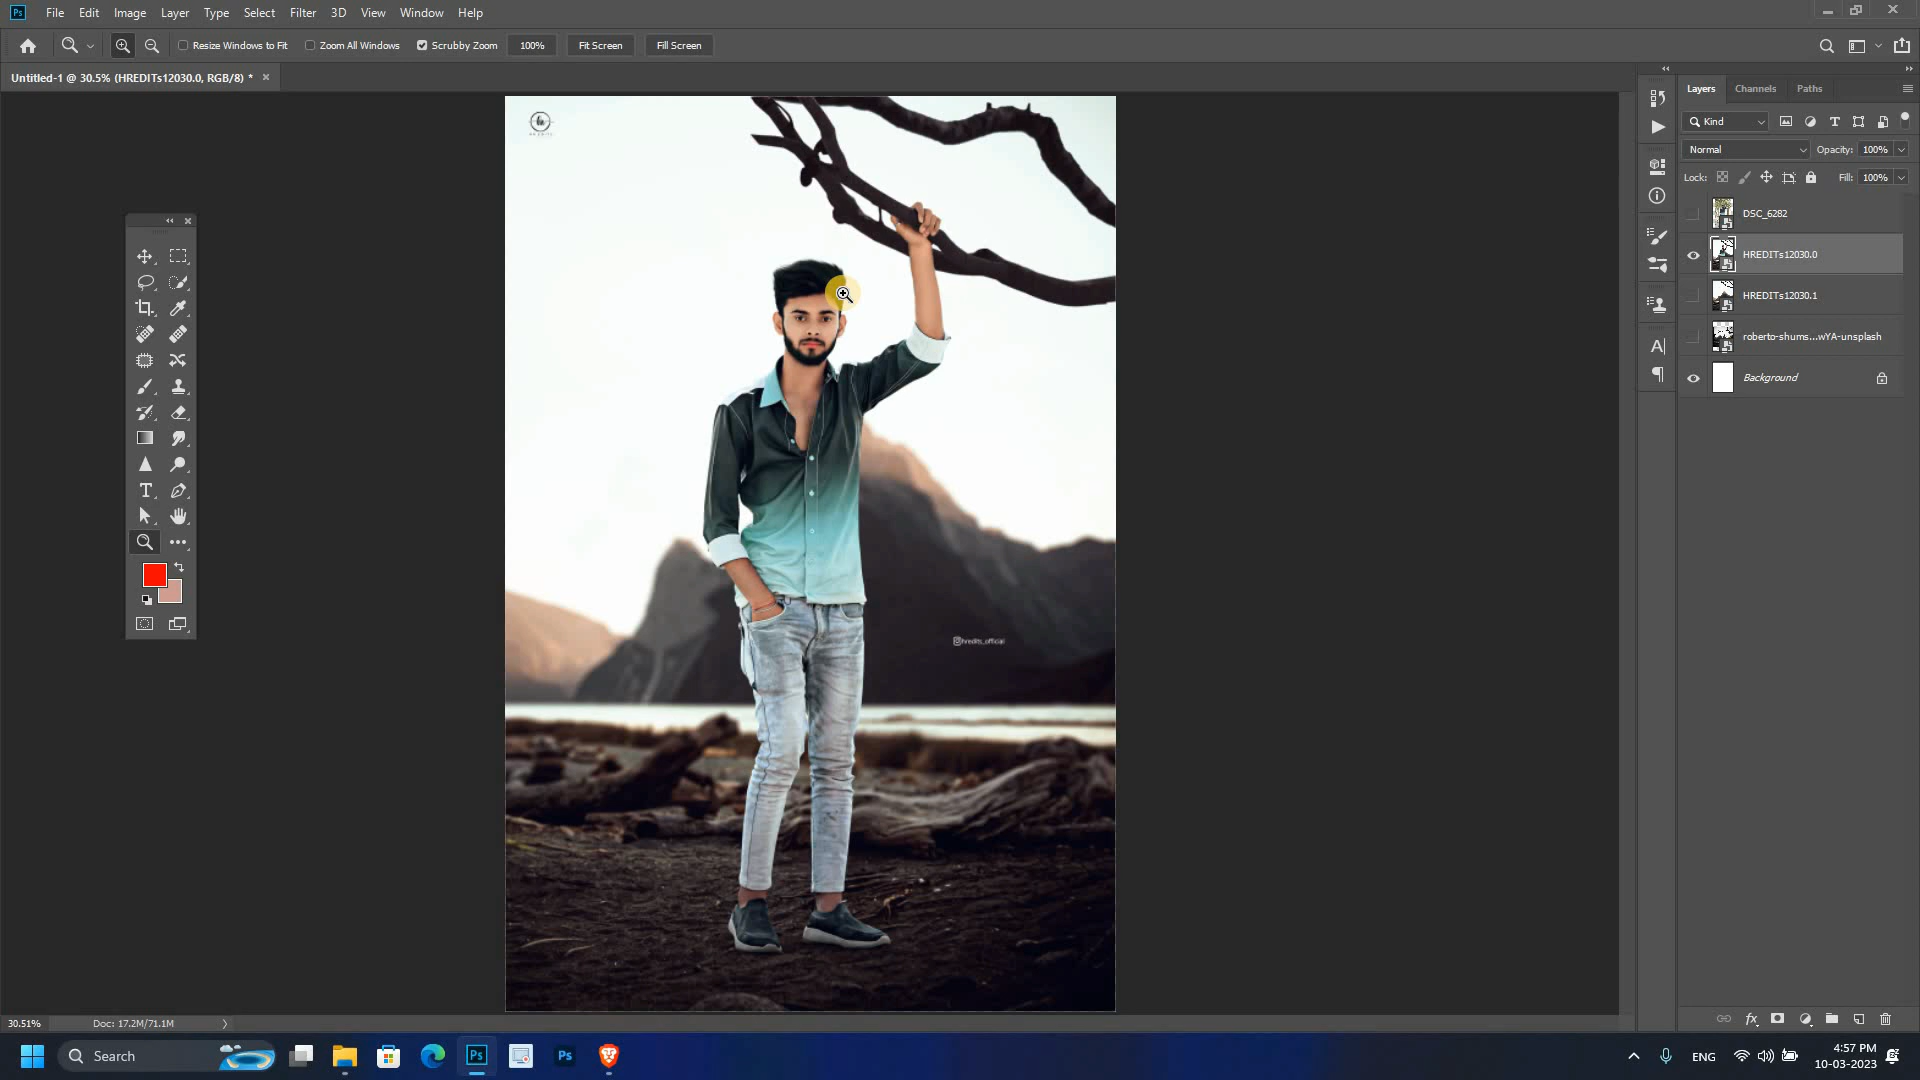 Ps File Edit Image Layer Type Select Filter 3D View Window Help
Resize Windows to Fit Zoom All Windows Scrubby Zoom 100% Fit Screen Fill Screen
Untitled-1 @ 30.5% (HREDITs12030.0, RGB/8) *
Layers Channels Paths
Kind
Normal Opacity: 100%
Lock: Fill: 100%
DSC_6282
HREDITs12030.0
HREDITs12030.1
roberto-shums...wYA-unsplash
Background
hredits_official
30.51% Doc: 17.2M/71.1M
Search
Ps
Ps
ENG
4:57 PM
10-03-2023